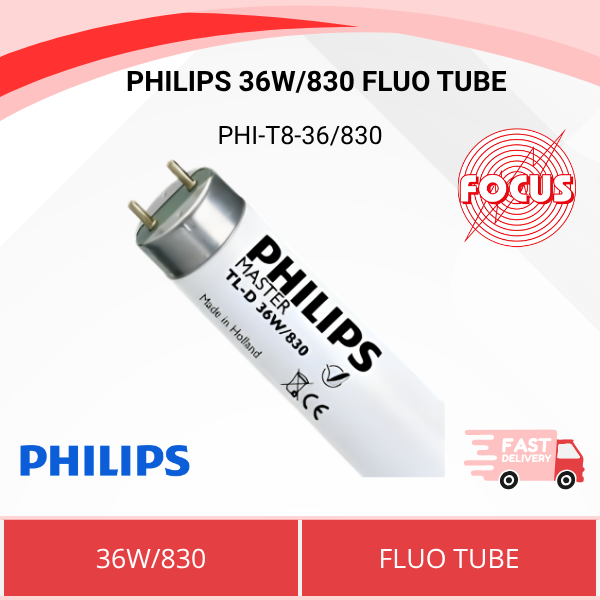 PHILIPS 36W/830 FLUO TUBE
PHI-T8-36/830
FOCUS
PHILIPS
MASTER
TL-D 36W/830
Made in Holland
CE
PHILIPS
FAST
DELIVERY
36W/830
FLUO TUBE